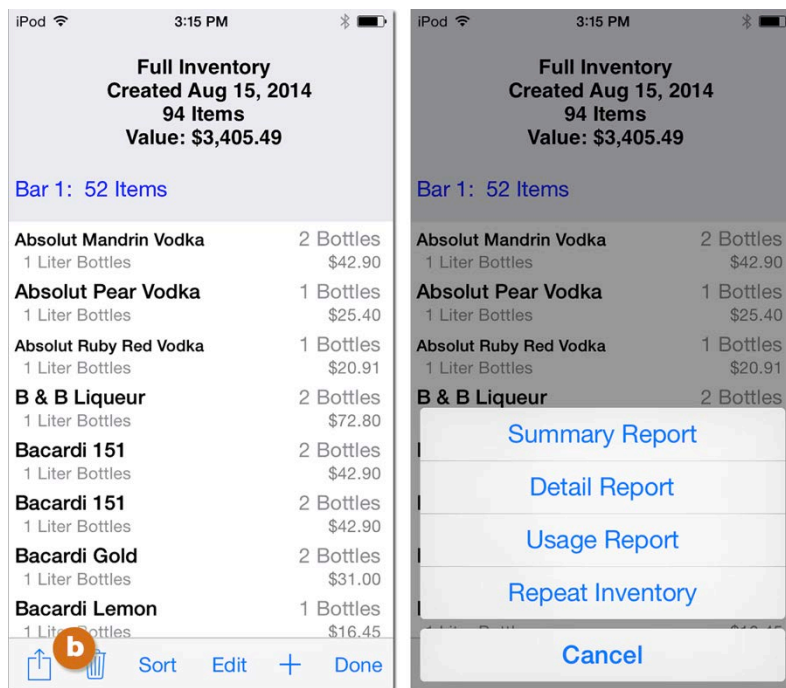 iPod 3:15 PM
Full Inventory
Created Aug 15, 2014
94 Items
Value: $3,405.49
Bar 1: 52 Items
Absolut Mandrin Vodka 2 Bottles
1 Liter Bottles $42.90
Absolut Pear Vodka 1 Bottles
1 Liter Bottles $25.40
Absolut Ruby Red Vodka 1 Bottles
1 Liter Bottles $20.91
B & B Liqueur 2 Bottles
1 Liter Bottles $72.80
Bacardi 151 2 Bottles
1 Liter Bottles $42.90
Bacardi 151 2 Bottles
1 Liter Bottles $42.90
Bacardi Gold 2 Bottles
1 Liter Bottles $31.00
Bacardi Lemon 1 Bottles
1 Liter Bottles $16.45
b
Sort Edit + Done
iPod 3:15 PM
Full Inventory
Created Aug 15, 2014
94 Items
Value: $3,405.49
Bar 1: 52 Items
Absolut Mandrin Vodka 2 Bottles
1 Liter Bottles $42.90
Absolut Pear Vodka 1 Bottles
1 Liter Bottles $25.40
Absolut Ruby Red Vodka 1 Bottles
1 Liter Bottles $20.91
B & B Liqueur 2 Bottles
Summary Report
Detail Report
Usage Report
Repeat Inventory
Cancel